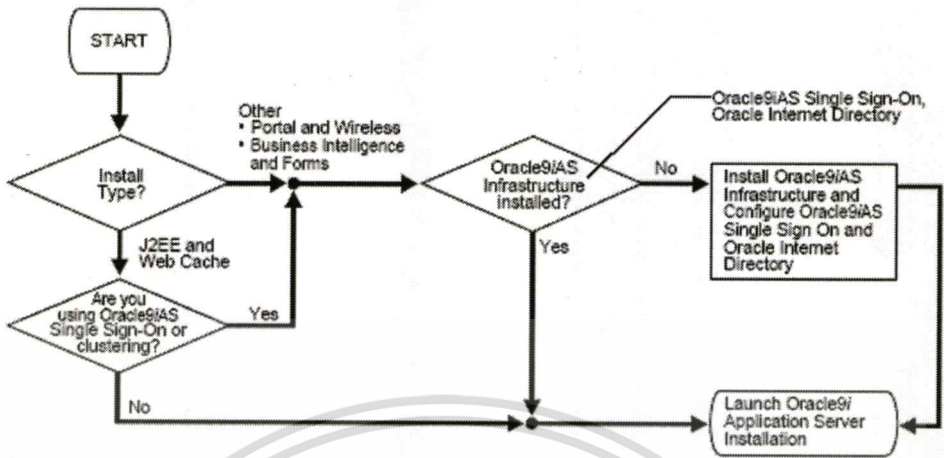 START
Install
Type?
Other
• Portal and Wireless
• Business Intelligence
and Forms
J2EE and
Web Cache
Are you
using Oracle9iAS
Single Sign-On or
clustering?
Yes
No
Oracle9iAS
Infrastructure
installed?
Oracle9iAS Single Sign-On,
Oracle Internet Directory
No
Yes
Install Oracle9iAS
Infrastructure and
Configure Oracle9iAS
Single Sign On and
Oracle Internet
Directory
Launch Oracle9i
Application Server
Installation